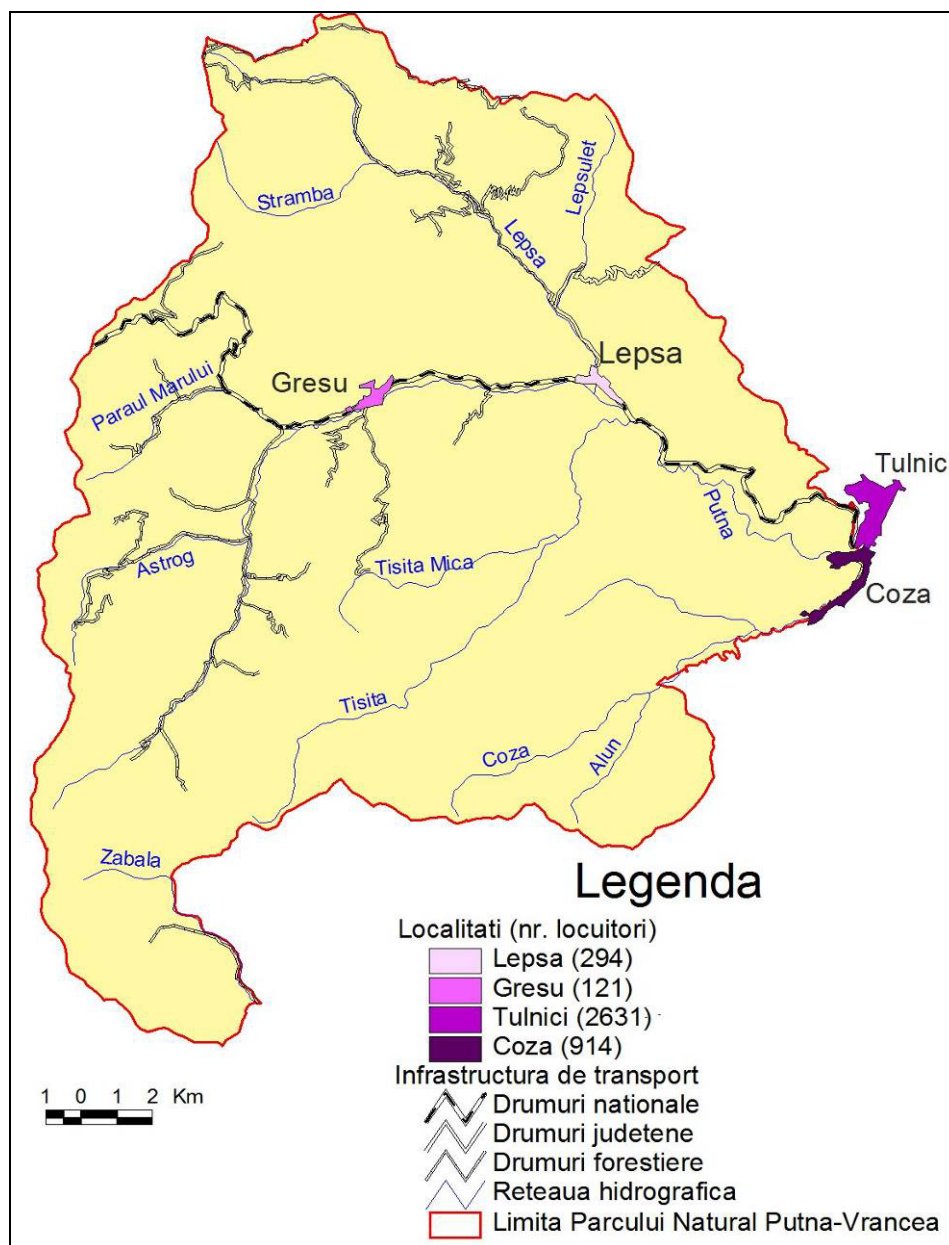 Stramba
Lepsulet
Lepsa
Lepsa
Gresu
Paraul Marului
Tulnic
Putna
Astrog
Tisita Mica
Coza
Tisita
Coza
Alun
Zabala
Legenda
Localitati (nr. locuitori)
Lepsa (294)
Gresu (121)
Tulnici (2631)
Coza (914)
Infrastructura de transport
1 0 1 2 Km
Drumuri nationale
Drumuri judetene
Drumuri forestiere
Reteaua hidrografica
Limita Parcului Natural Putna-Vrancea